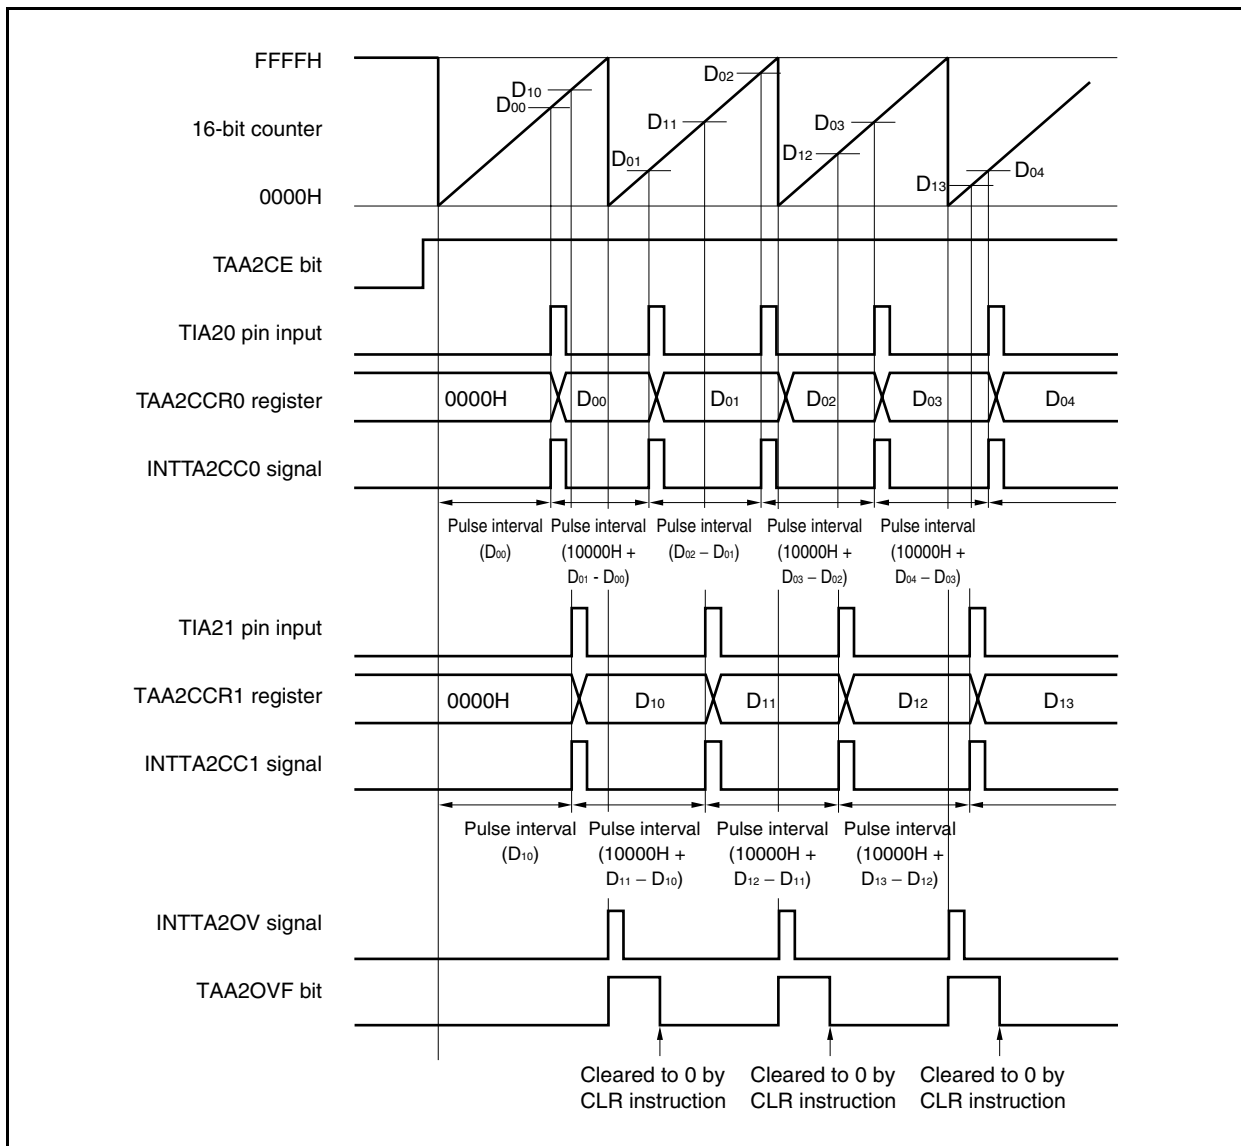 FFFFH
D10
D00
D02
16-bit counter
D11
D03
D12
D01
D13
D04
0000H
TAA2CE bit
TIA20 pin input
TAA2CCR0 register
0000H
D00
D01
D02
D03
D04
INTTA2CC0 signal
Pulse interval
(D00)
Pulse interval
(10000H +
D01 - D00)
Pulse interval
(D02 – D01)
Pulse interval
(10000H +
D03 – D02)
Pulse interval
(10000H +
D04 – D03)
TIA21 pin input
TAA2CCR1 register
0000H
D10
D11
D12
D13
INTTA2CC1 signal
Pulse interval
(D10)
Pulse interval
(10000H +
D11 – D10)
Pulse interval
(10000H +
D12 – D11)
Pulse interval
(10000H +
D13 – D12)
INTTA2OV signal
TAA2OVF bit
Cleared to 0 by
CLR instruction
Cleared to 0 by
CLR instruction
Cleared to 0 by
CLR instruction